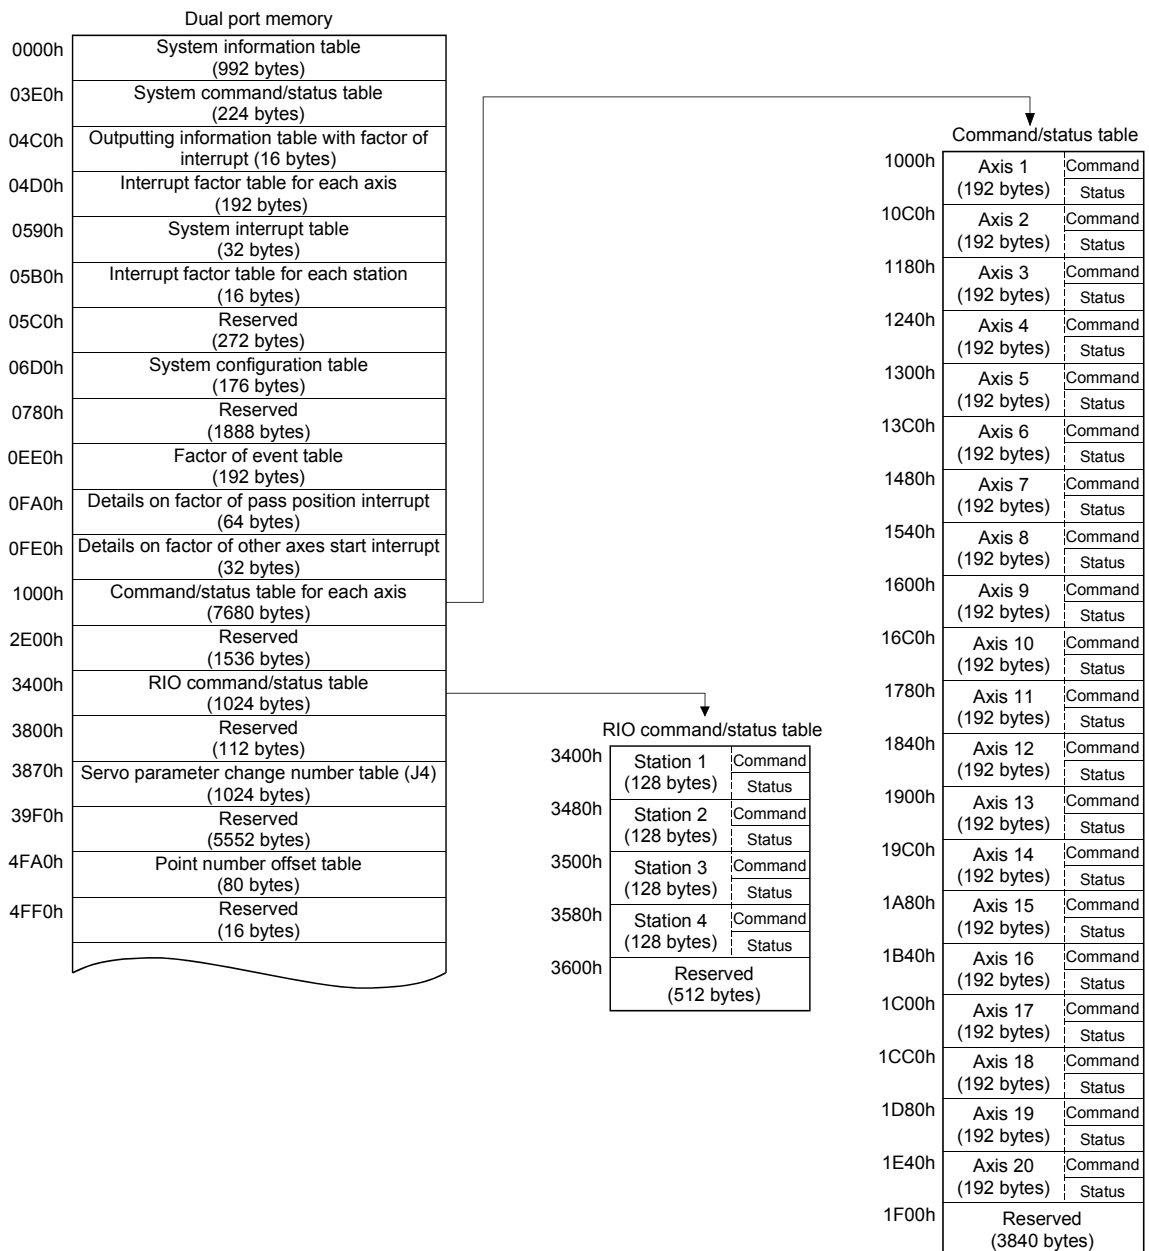 Dual port memory
0000h System information table
(992 bytes)
03E0h System command/status table
(224 bytes)
04C0h Outputting information table with factor of
interrupt (16 bytes)
04D0h Interrupt factor table for each axis
(192 bytes)
0590h System interrupt table
(32 bytes)
05B0h Interrupt factor table for each station
(16 bytes)
05C0h Reserved
(272 bytes)
06D0h System configuration table
(176 bytes)
0780h Reserved
(1888 bytes)
0EE0h Factor of event table
(192 bytes)
0FA0h Details on factor of pass position interrupt
(64 bytes)
0FE0h Details on factor of other axes start interrupt
(32 bytes)
1000h Command/status table for each axis
(7680 bytes)
2E00h Reserved
(1536 bytes)
3400h RIO command/status table
(1024 bytes)
3800h Reserved
(112 bytes)
3870h Servo parameter change number table (J4)
(1024 bytes)
39F0h Reserved
(5552 bytes)
4FA0h Point number offset table
(80 bytes)
4FF0h Reserved
(16 bytes)
RIO command/status table
3400h Station 1 Command
(128 bytes) Status
3480h Station 2 Command
(128 bytes) Status
3500h Station 3 Command
(128 bytes) Status
3580h Station 4 Command
(128 bytes) Status
3600h Reserved
(512 bytes)
Command/status table
1000h Axis 1 Command
(192 bytes) Status
10C0h Axis 2 Command
(192 bytes) Status
1180h Axis 3 Command
(192 bytes) Status
1240h Axis 4 Command
(192 bytes) Status
1300h Axis 5 Command
(192 bytes) Status
13C0h Axis 6 Command
(192 bytes) Status
1480h Axis 7 Command
(192 bytes) Status
1540h Axis 8 Command
(192 bytes) Status
1600h Axis 9 Command
(192 bytes) Status
16C0h Axis 10 Command
(192 bytes) Status
1780h Axis 11 Command
(192 bytes) Status
1840h Axis 12 Command
(192 bytes) Status
1900h Axis 13 Command
(192 bytes) Status
19C0h Axis 14 Command
(192 bytes) Status
1A80h Axis 15 Command
(192 bytes) Status
1B40h Axis 16 Command
(192 bytes) Status
1C00h Axis 17 Command
(192 bytes) Status
1CC0h Axis 18 Command
(192 bytes) Status
1D80h Axis 19 Command
(192 bytes) Status
1E40h Axis 20 Command
(192 bytes) Status
1F00h Reserved
(3840 bytes)